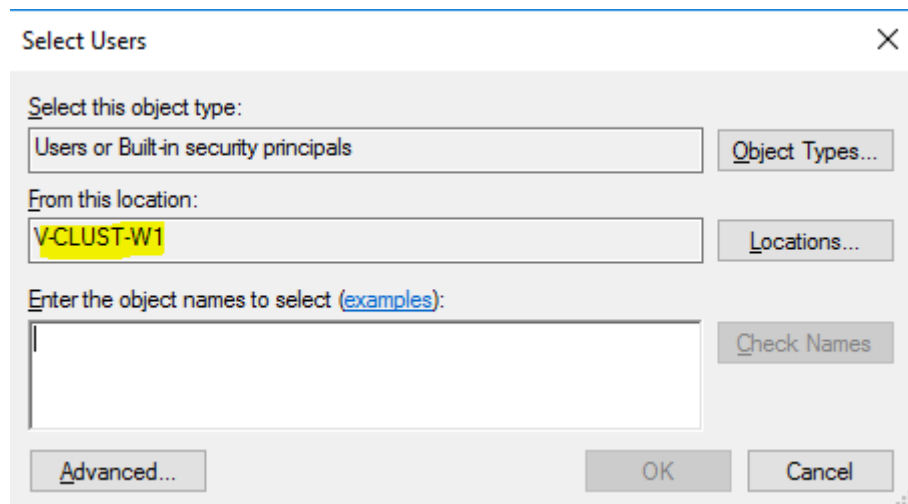 Select Users
Select this object type:
Users or Built-in security principals
Object Types...
From this location:
V-CLUST-W1
Locations...
Enter the object names to select (examples):
Check Names
Advanced...
OK
Cancel